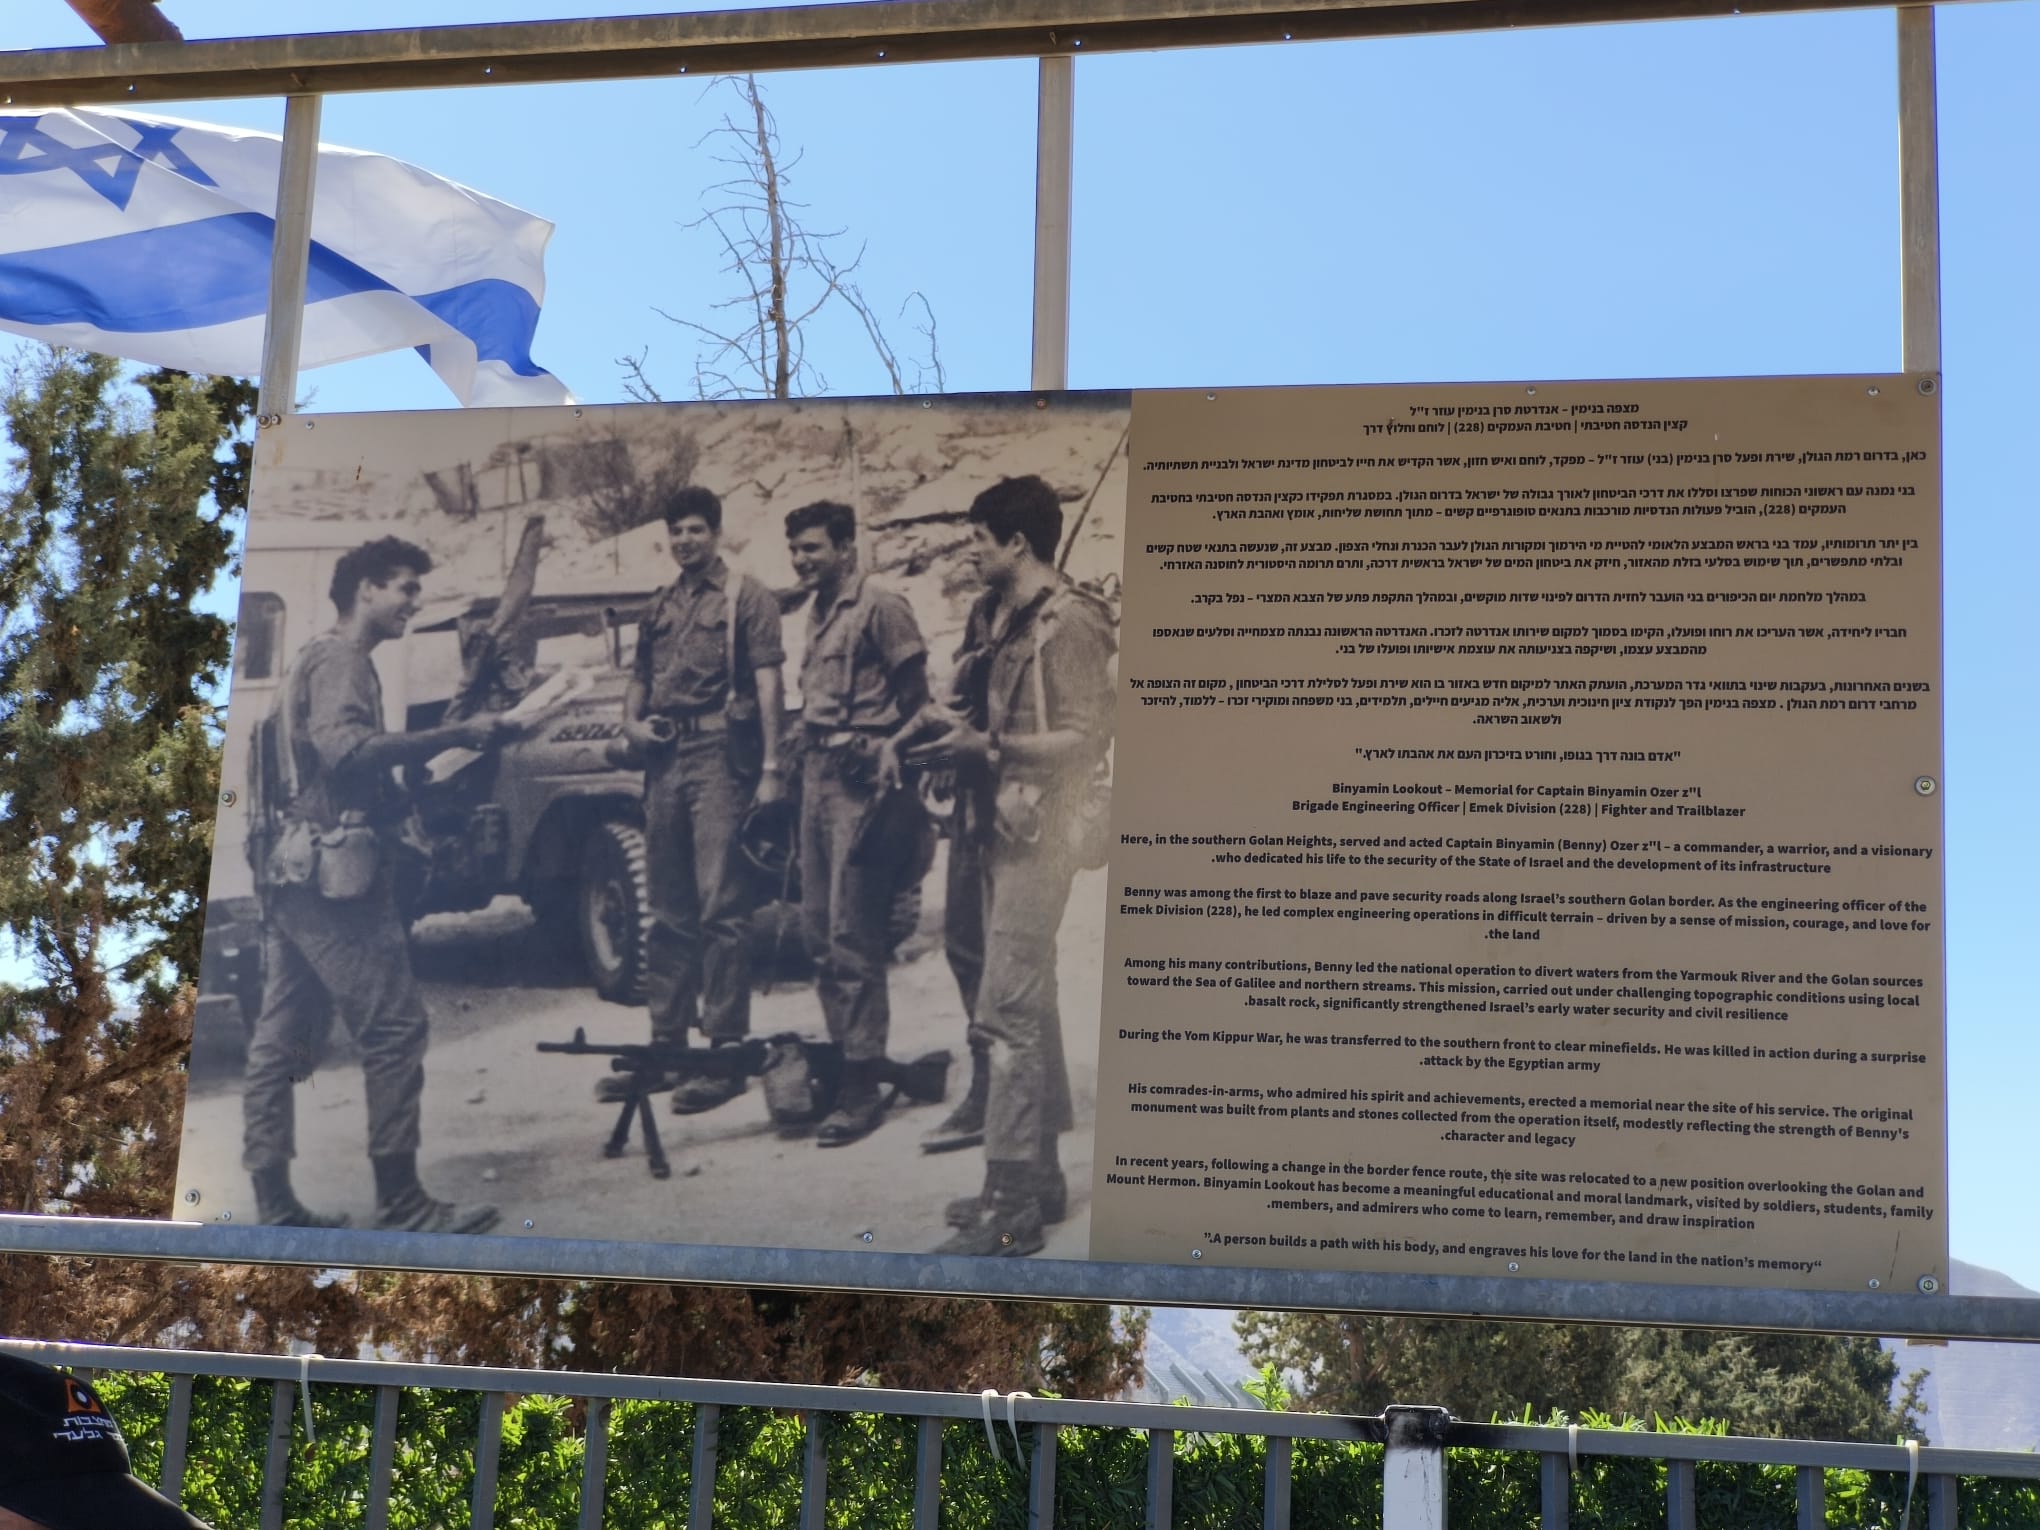 מצפה בנימין – אנדרטת סרן בנימין עוזר ז"ל
קצין הנדסה חטיבתי | חטיבת העמקים (228) | לוחם וחלוץ דרך
כאן, בדרום רמת הגולן, שירת ופעל סרן בנימין (בני) עוזר ז"ל – מפקד, לוחם ואיש חזון, אשר הקדיש את חייו לביטחון מדינת ישראל ולבניית תשתיותיה.
בני נמנה עם ראשוני הכוחות שפרצו וסללו את דרכי הביטחון לאורך גבולה של ישראל בדרום הגולן. במסגרת תפקידו כקצין הנדסה חטיבתי בחטיבת
העמקים (228), הוביל פעולות הנדסיות מורכבות בתנאים טופוגרפיים קשים – מתוך תחושת שליחות, אומץ ואהבת הארץ.
בין יתר תרומותיו, עמד בני בראש המבצע הלאומי להטיית מי הירמוך ומקורות הגולן לעבר הכנרת ונחלי הצפון. מבצע זה, שנעשה בתנאי שטח קשים
ובלתי מתפשרים, תוך שימוש בסלעי בזלת מהאזור, חיזק את ביטחון המים של ישראל בראשית דרכה, ותרם תרומה היסטורית לחוסנה האזרחי.
במהלך מלחמת יום הכיפורים בני הועבר לחזית הדרום לפינוי שדות מוקשים, ובמהלך התקפת פתע של הצבא המצרי – נפל בקרב.
חבריו ליחידה, אשר העריכו את רוחו ופועלו, הקימו בסמוך למקום שירותו אנדרטה לזכרו. האנדרטה הראשונה נבנתה מצמחייה וסלעים שנאספו
מהמבצע עצמו, ושיקפה בצניעותה את עוצמת אישיותו ופועלו של בני.
בשנים האחרונות, בעקבות שינוי בתוואי גדר המערכת, הועתק האתר למיקום חדש באזור בו הוא שירת ופעל לסלילת דרכי הביטחון , מקום זה הצופה אל
מרחבי דרום רמת הגולן . מצפה בנימין הפך לנקודת ציון חינוכית וערכית, אליה מגיעים חיילים, תלמידים, בני משפחה ומוקירי זכרו – ללמוד, להיזכר
ולשאוב השראה.
"אדם בונה דרך בגופו, וחורט בזיכרון העם את אהבתו לארץ."
Binyamin Lookout – Memorial for Captain Binyamin Ozer z"l
Brigade Engineering Officer | Emek Division (228) | Fighter and Trailblazer
Here, in the southern Golan Heights, served and acted Captain Binyamin (Benny) Ozer z"l – a commander, a warrior, and a visionary
.who dedicated his life to the security of the State of Israel and the development of its infrastructure
Benny was among the first to blaze and pave security roads along Israel's southern Golan border. As the engineering officer of the
Emek Division (228), he led complex engineering operations in difficult terrain – driven by a sense of mission, courage, and love for
.the land
Among his many contributions, Benny led the national operation to divert waters from the Yarmouk River and the Golan sources
toward the Sea of Galilee and northern streams. This mission, carried out under challenging topographic conditions using local
.basalt rock, significantly strengthened Israel's early water security and civil resilience
During the Yom Kippur War, he was transferred to the southern front to clear minefields. He was killed in action during a surprise
.attack by the Egyptian army
His comrades-in-arms, who admired his spirit and achievements, erected a memorial near the site of his service. The original
monument was built from plants and stones collected from the operation itself, modestly reflecting the strength of Benny's
.character and legacy
In recent years, following a change in the border fence route, the site was relocated to a new position overlooking the Golan and
Mount Hermon. Binyamin Lookout has become a meaningful educational and moral landmark, visited by soldiers, students, family
.members, and admirers who come to learn, remember, and draw inspiration
".A person builds a path with his body, and engraves his love for the land in the nation's memory"